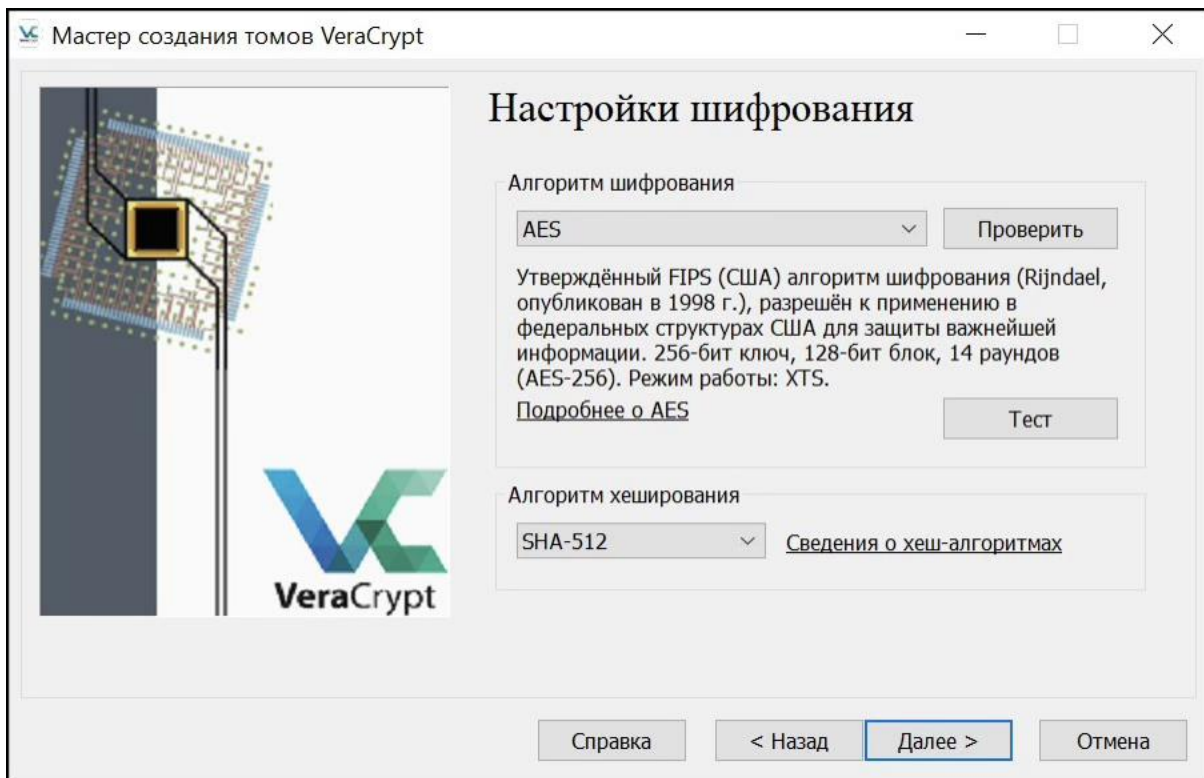 Мастер создания томов VeraCrypt
Настройки шифрования
Алгоритм шифрования
AES
Проверить
Утверждённый FIPS (США) алгоритм шифрования (Rijndael,
опубликован в 1998 г.), разрешён к применению в
федеральных структурах США для защиты важнейшей
информации. 256-бит ключ, 128-бит блок, 14 раундов
(AES-256). Режим работы: XTS.
Подробнее о AES
Тест
Алгоритм хеширования
SHA-512
Сведения о хеш-алгоритмах
VeraCrypt
Справка
< Назад
Далее >
Отмена